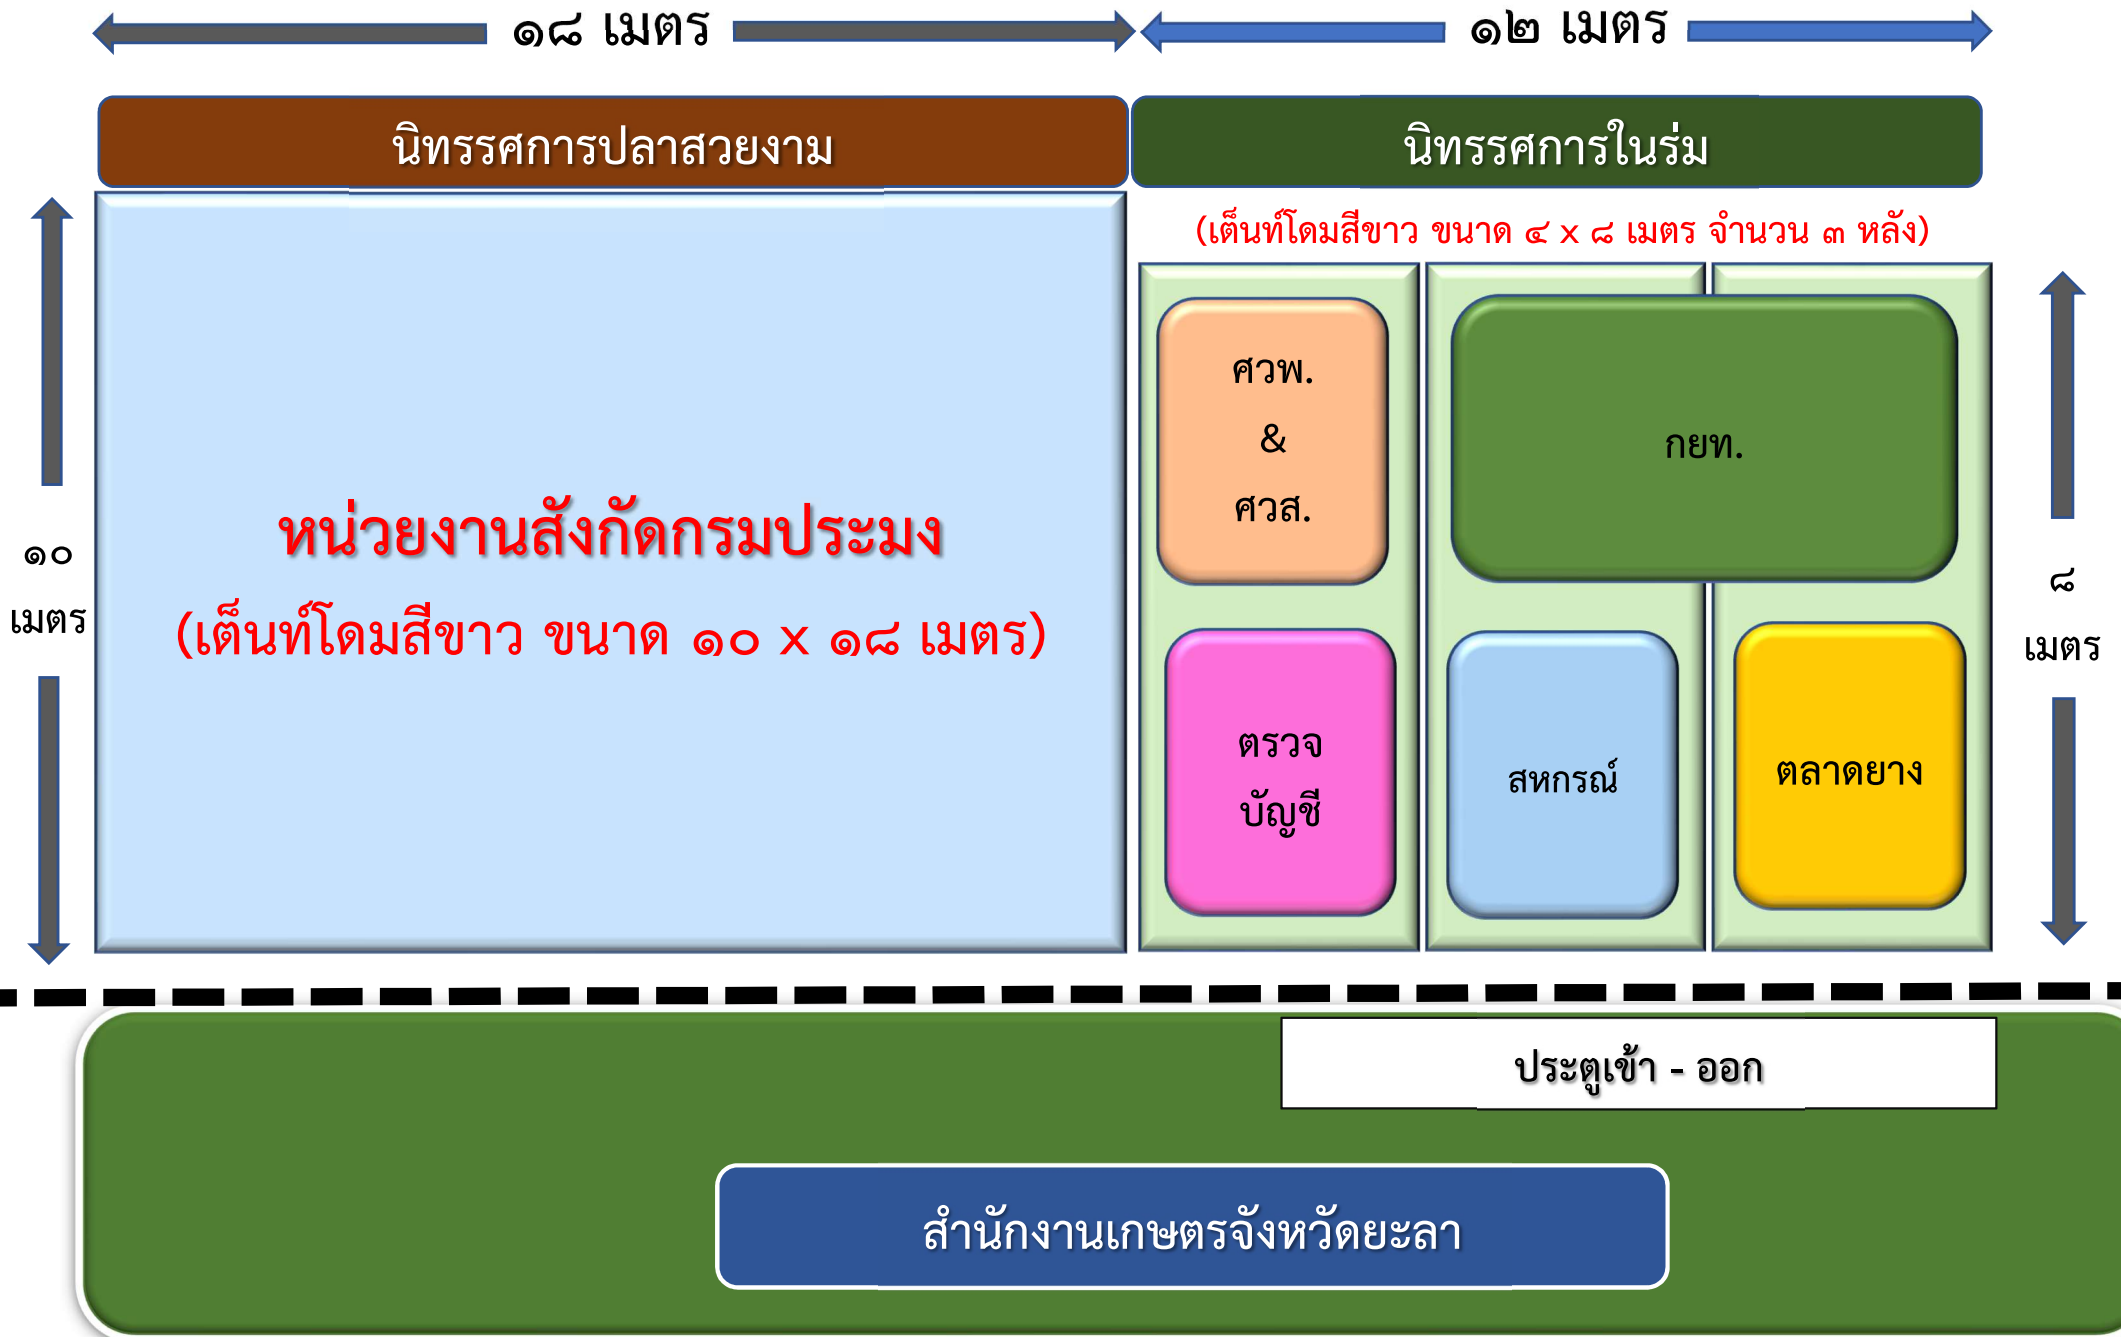 ๑๘ เมตร
๑๒ เมตร
นิทรรศการปลาสวยงาม
นิทรรศการในร่ม
(เต็นท์โดมสีขาว ขนาด ๔ x ๘ เมตร จำนวน ๓ หลัง)
๑๐
เมตร
หน่วยงานสังกัดกรมประมง
(เต็นท์โดมสีขาว ขนาด ๑๐ x ๑๘ เมตร)
ศวพ.
&
ศวส.
กยท.
๘
เมตร
ตรวจ
บัญชี
สหกรณ์
ตลาดยาง
ประตูเข้า - ออก
สำนักงานเกษตรจังหวัดยะลา